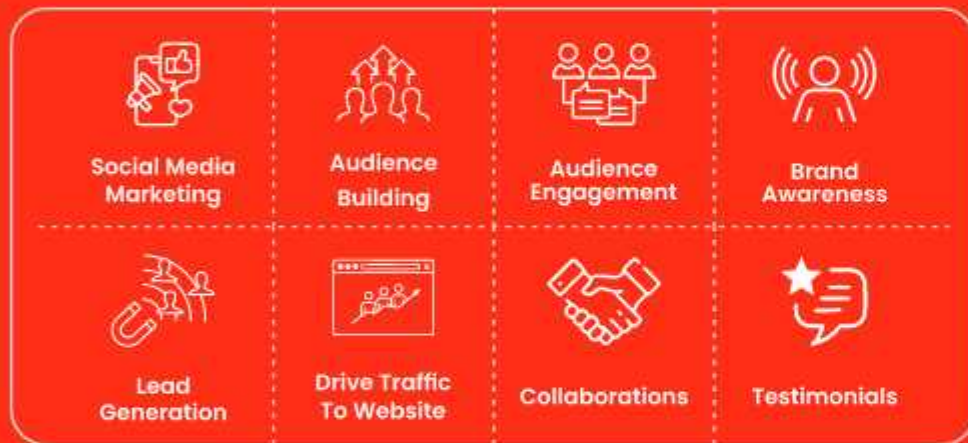 Social Media
Marketing
Audience
Building
Audience
Engagement
Brand
Awareness
Lead
Generation
Drive Traffic
To Website
Collaborations
Testimonials